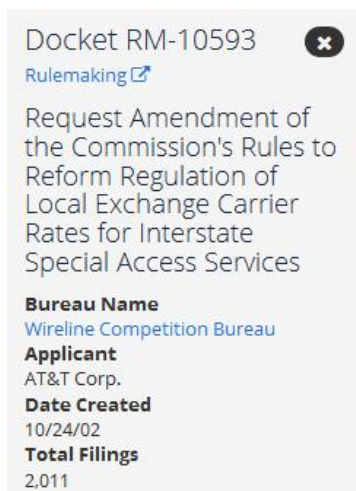 Docket RM-10593
Rulemaking
Request Amendment of
the Commission's Rules to
Reform Regulation of
Local Exchange Carrier
Rates for Interstate
Special Access Services
Bureau Name
Wireline Competition Bureau
Applicant
AT&T Corp.
Date Created
10/24/02
Total Filings
2,011